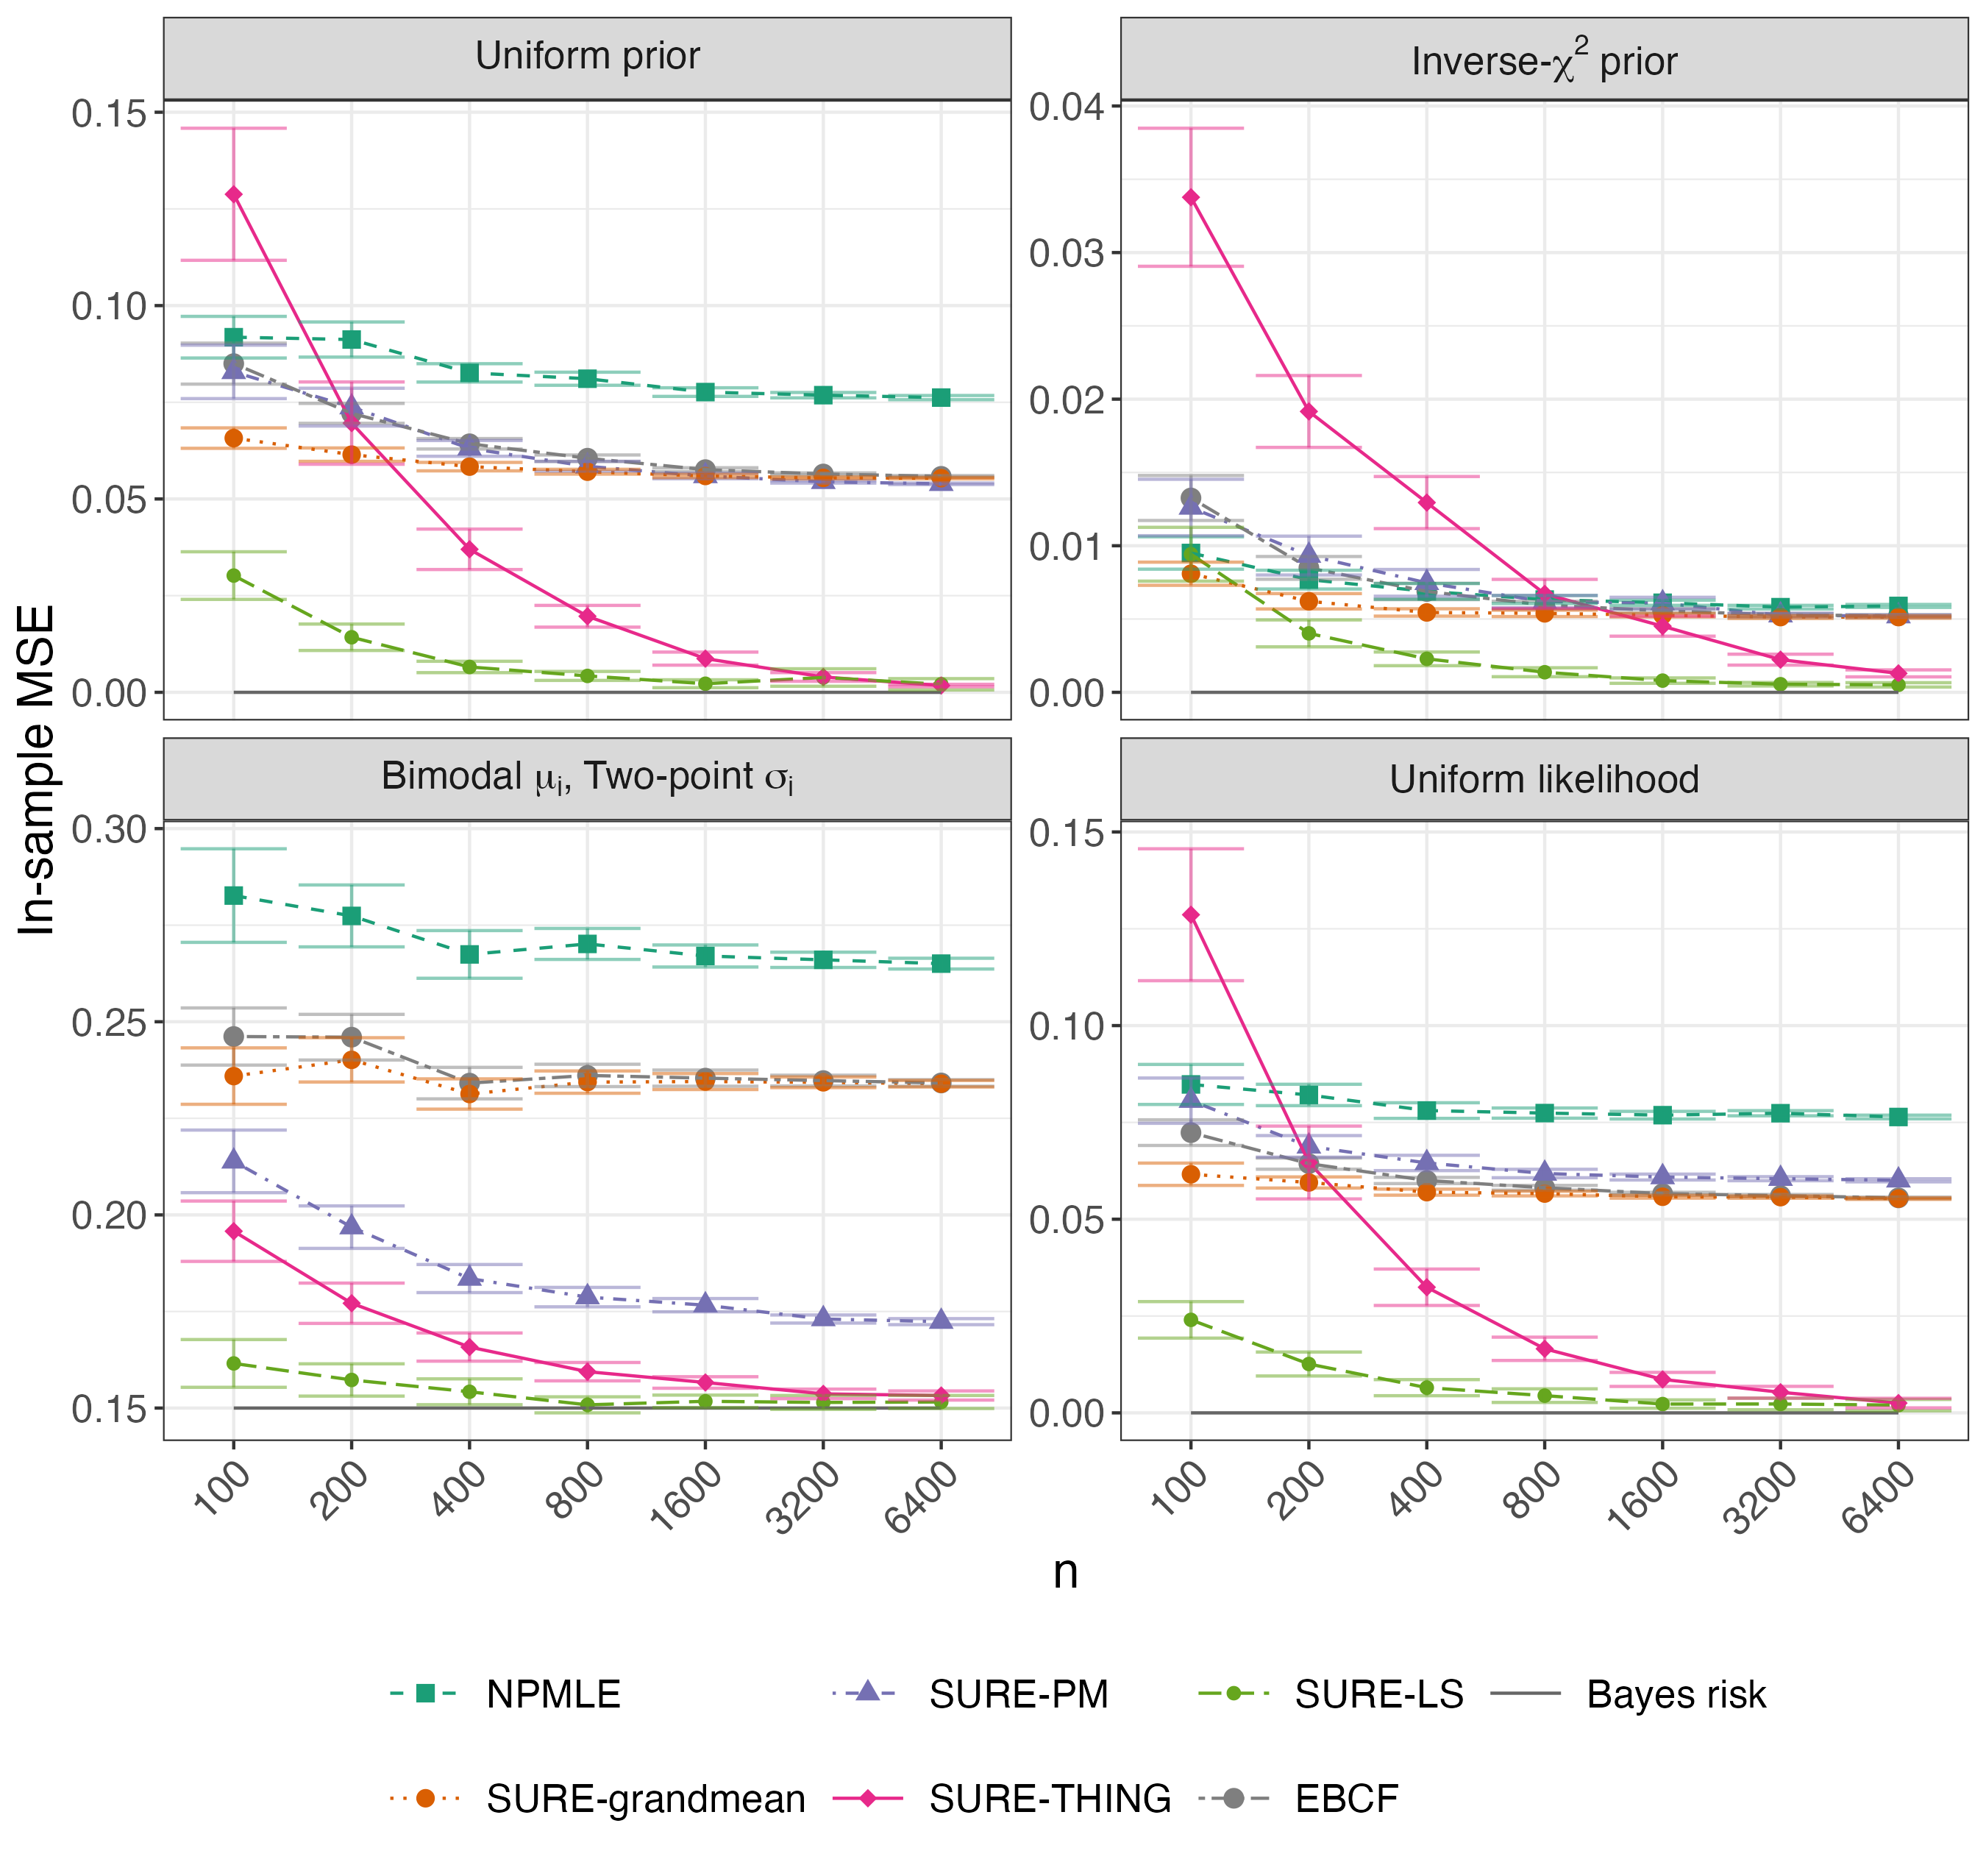 Uniform prior
Inverse-χ² prior
In-sample MSE
0.15
0.10
0.05
0.00
0.04
0.03
0.02
0.01
0.00
Bimodal μi, Two-point σi
Uniform likelihood
0.30
0.25
0.20
0.15
0.15
0.10
0.05
0.00
100 200 400 800 1600 3200 6400
100 200 400 800 1600 3200 6400
n
NPMLE SURE-PM SURE-LS Bayes risk
SURE-grandmean SURE-THING EBCF